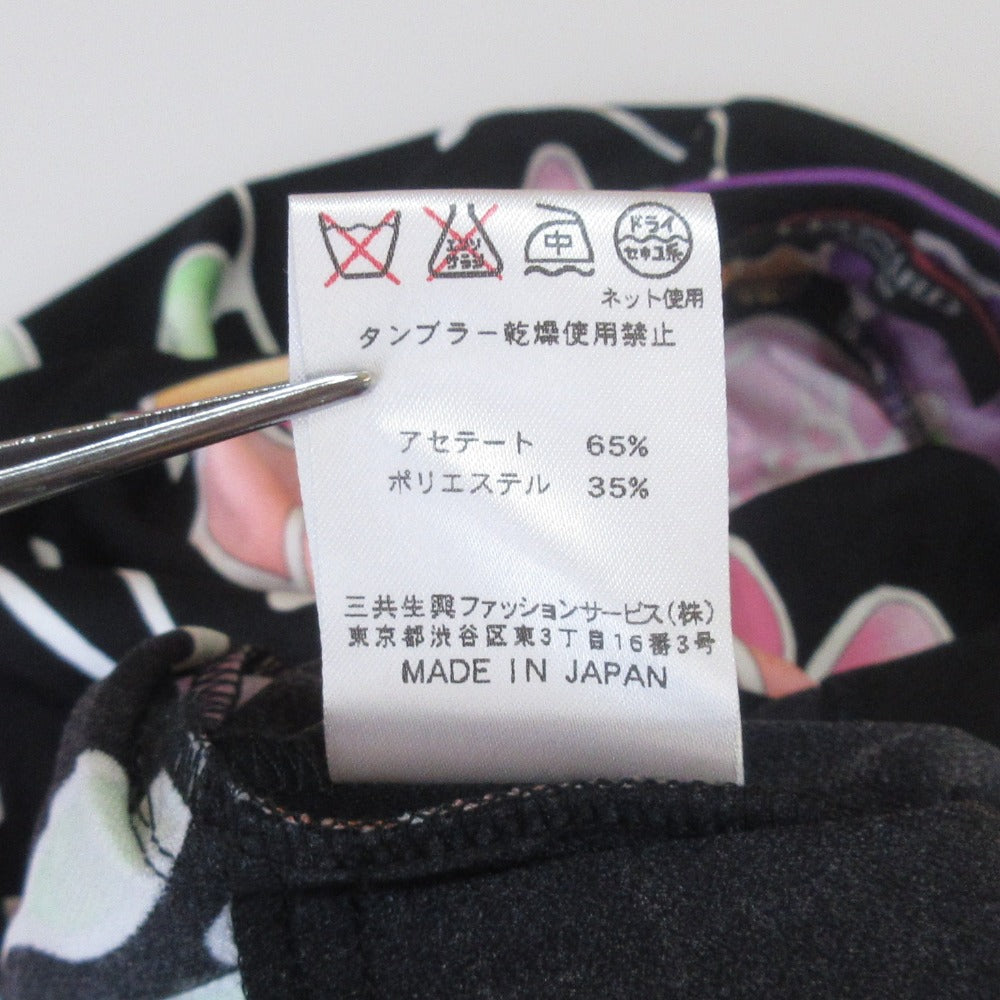 エンソ
サラシ
中
ドライ
セキユ系
ネット使用
タンブラー乾燥使用禁止
アセテート 65%
ポリエステル 35%
三共生興ファッションサービス(株)
東京都渋谷区東3丁目16番3号
MADE IN JAPAN